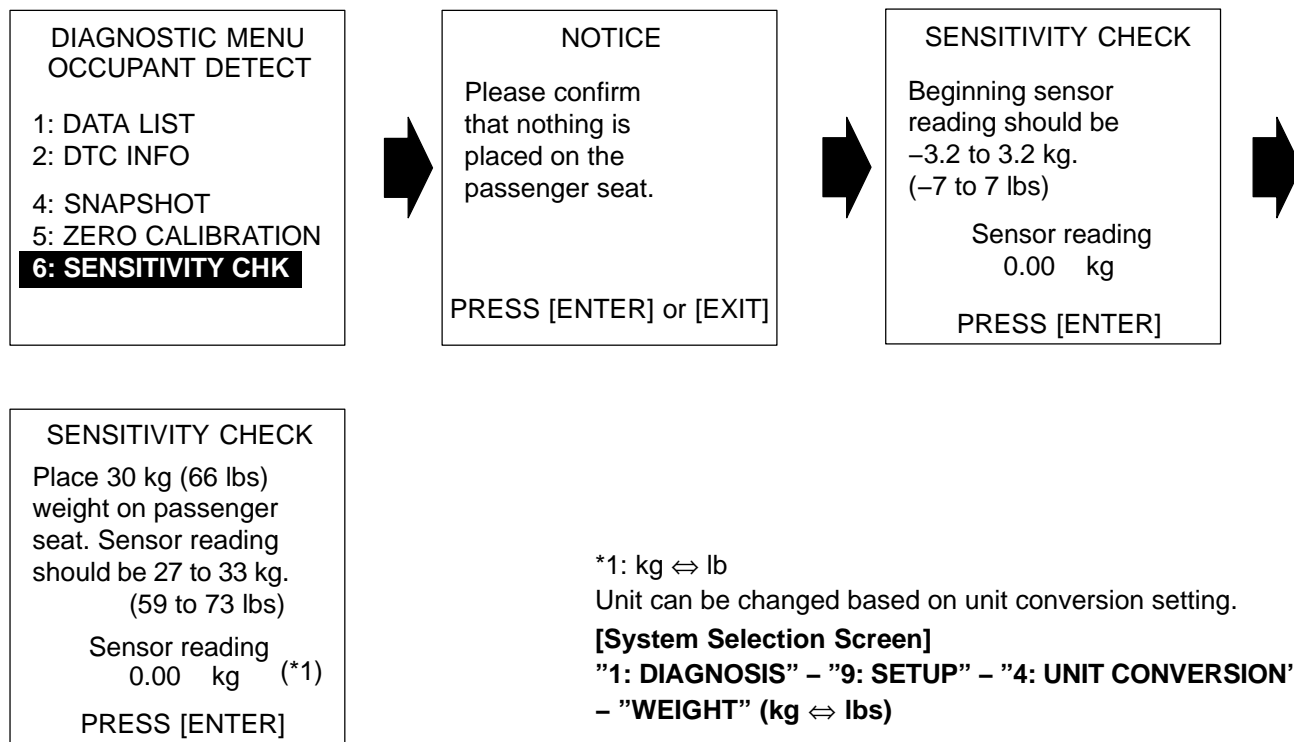 DIAGNOSTIC MENU
OCCUPANT DETECT
1: DATA LIST
2: DTC INFO
4: SNAPSHOT
5: ZERO CALIBRATION
6: SENSITIVITY CHK
NOTICE
Please confirm
that nothing is
placed on the
passenger seat.
PRESS [ENTER] or [EXIT]
SENSITIVITY CHECK
Beginning sensor
reading should be
−3.2 to 3.2 kg.
(−7 to 7 lbs)
Sensor reading
0.00 kg
PRESS [ENTER]
SENSITIVITY CHECK
Place 30 kg (66 lbs)
weight on passenger
seat. Sensor reading
should be 27 to 33 kg.
(59 to 73 lbs)
Sensor reading
0.00 kg (*1)
PRESS [ENTER]
*1: kg ⇔ lb
Unit can be changed based on unit conversion setting.
[System Selection Screen]
”1: DIAGNOSIS” – ”9: SETUP” – ”4: UNIT CONVERSION”
– ”WEIGHT” (kg ⇔ lbs)